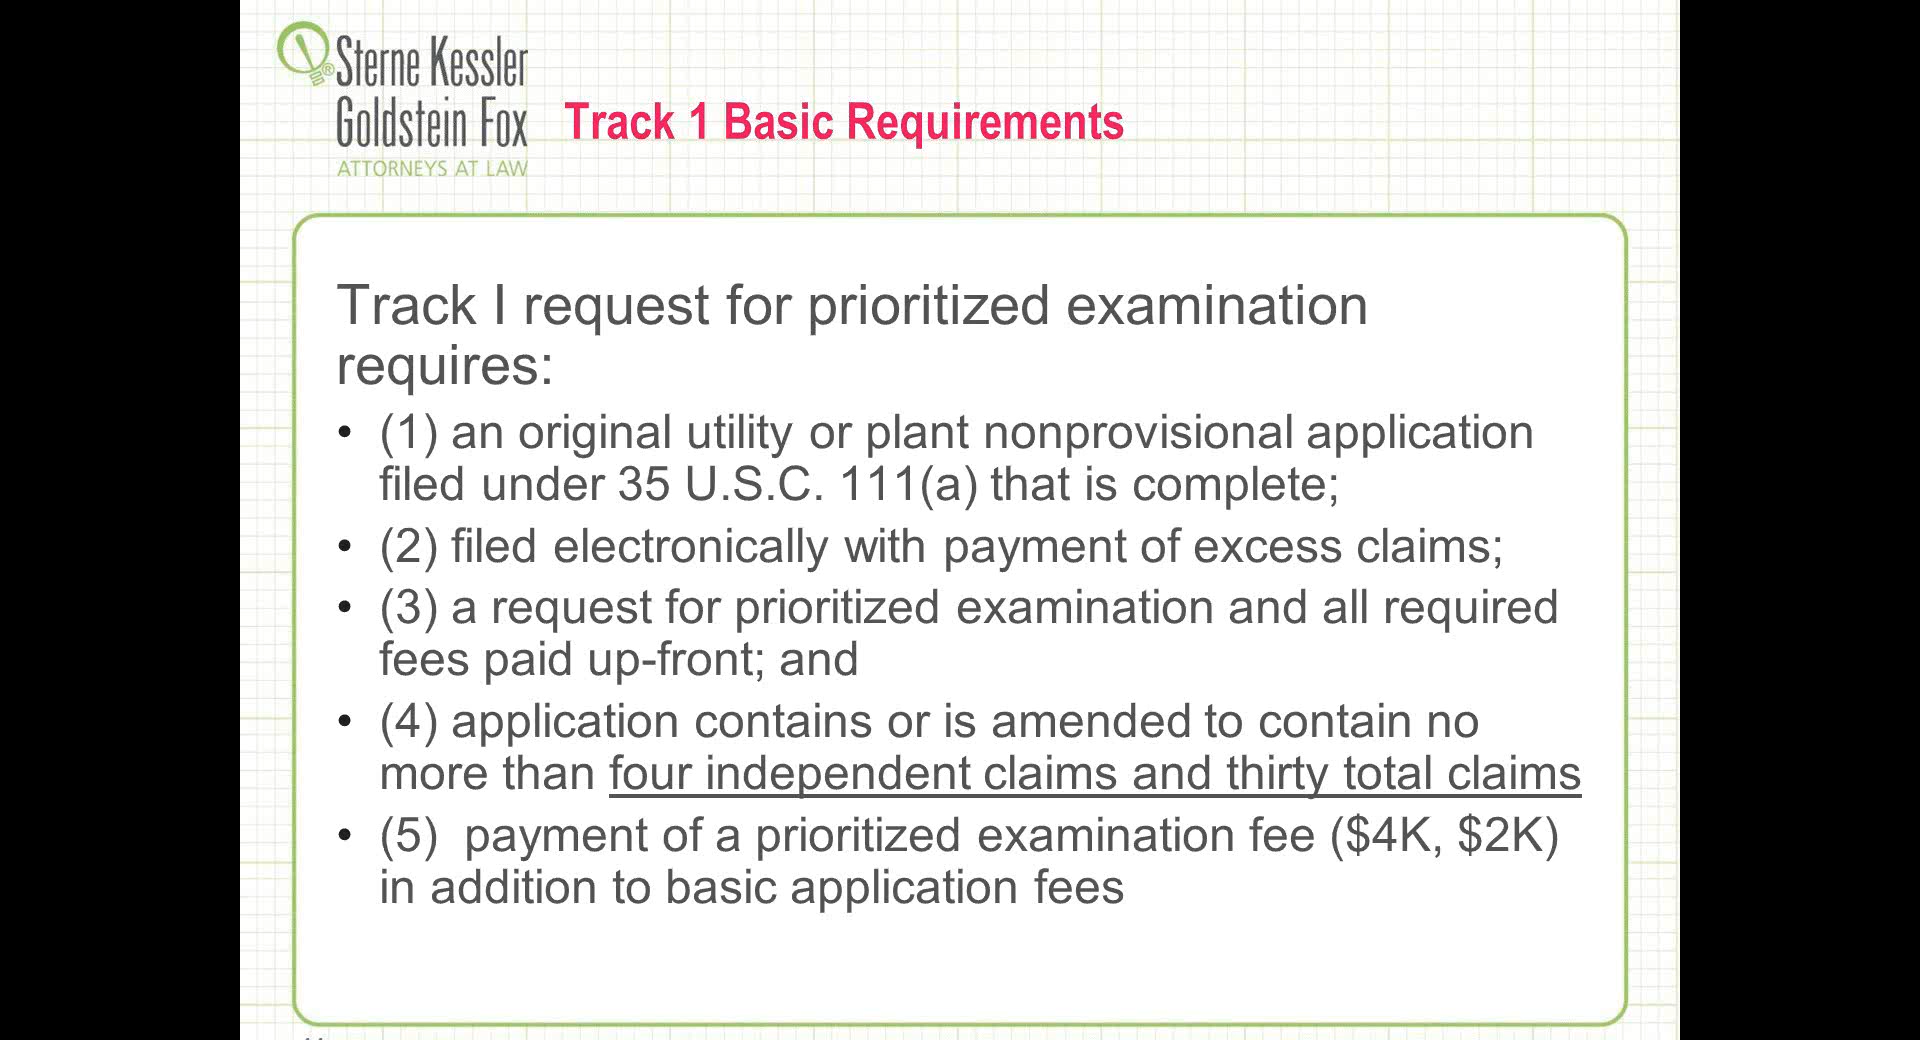 Sterne Kessler
Goldstein Fox
ATTORNEYS AT LAW
Track 1 Basic Requirements
Track I request for prioritized examination
requires:
• (1) an original utility or plant nonprovisional application
filed under 35 U.S.C. 111(a) that is complete;
• (2) filed electronically with payment of excess claims;
• (3) a request for prioritized examination and all required
fees paid up-front; and
• (4) application contains or is amended to contain no
more than four independent claims and thirty total claims
• (5)  payment of a prioritized examination fee ($4K, $2K)
in addition to basic application fees